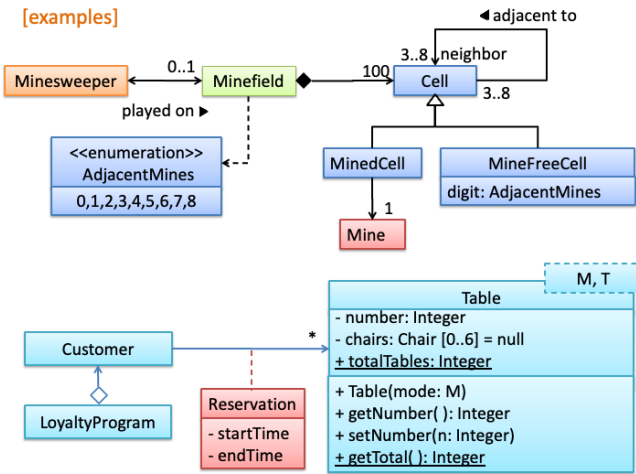 [examples]
◄ adjacent to
0..1
3..8
neighbor
Minesweeper
Minefield
100
Cell
3..8
played on ►
<<enumeration>>
AdjacentMines
0,1,2,3,4,5,6,7,8
MinedCell
MineFreeCell
digit: AdjacentMines
1
Mine
M, T
Table
- number: Integer
- chairs: Chair [0..6] = null
+ totalTables: Integer
*
Customer
+ Table(mode: M)
+ getNumber( ): Integer
+ setNumber(n: Integer)
+ getTotal( ): Integer
Reservation
- startTime
- endTime
LoyaltyProgram